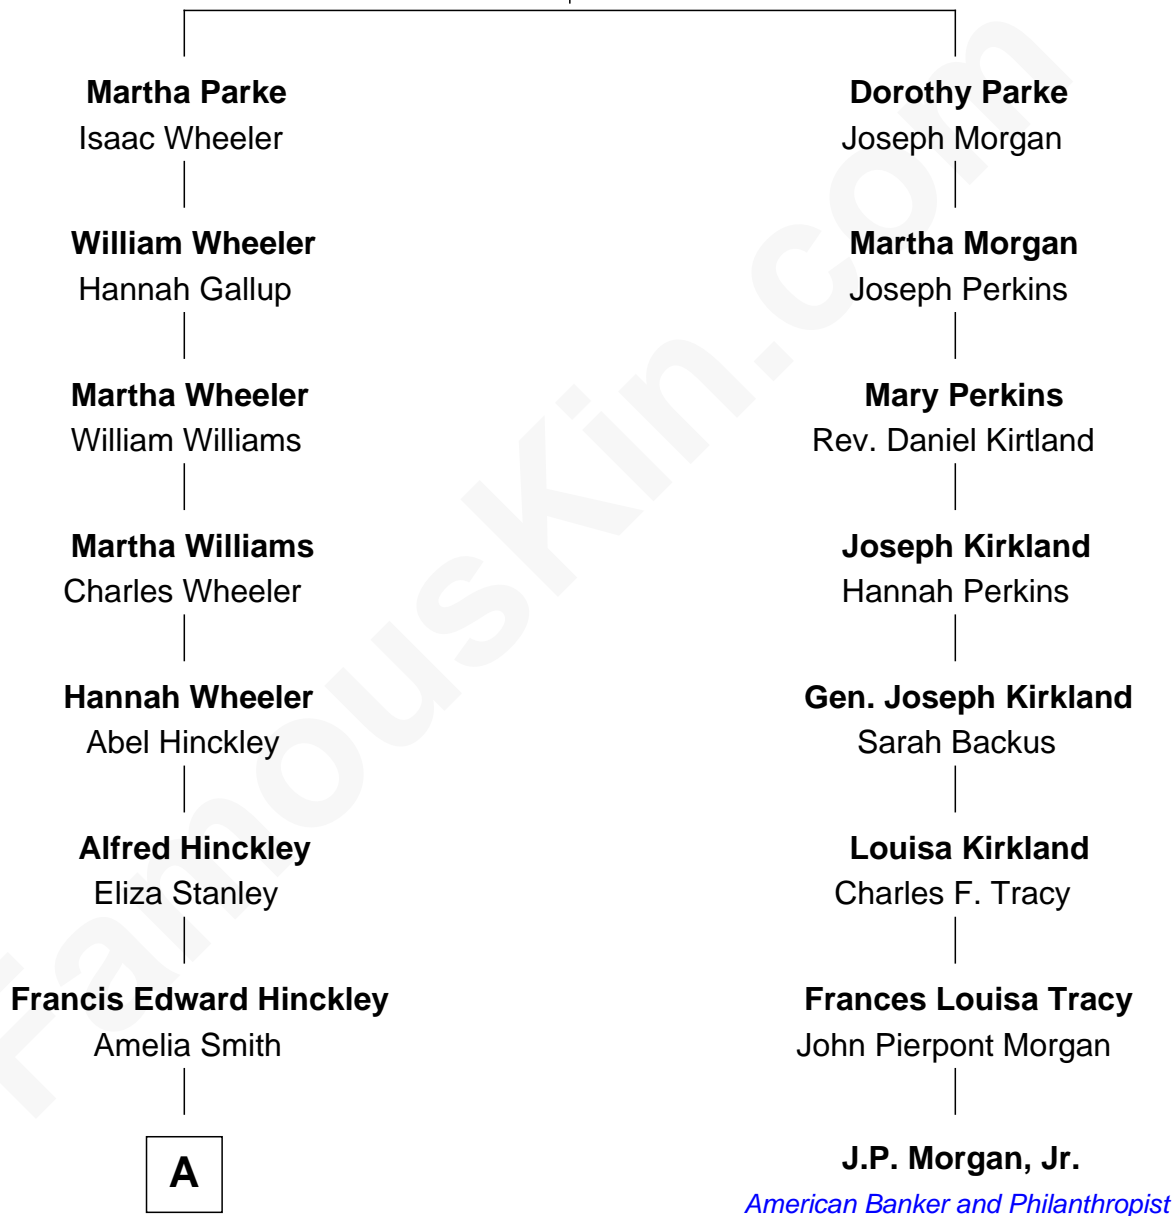 Martha Parke
Isaac Wheeler
William Wheeler
Hannah Gallup
Martha Wheeler
William Williams
Martha Williams
Charles Wheeler
Hannah Wheeler
Abel Hinckley
Alfred Hinckley
Eliza Stanley
Francis Edward Hinckley
Amelia Smith
A
Dorothy Parke
Joseph Morgan
Martha Morgan
Joseph Perkins
Mary Perkins
Rev. Daniel Kirtland
Joseph Kirkland
Hannah Perkins
Gen. Joseph Kirkland
Sarah Backus
Louisa Kirkland
Charles F. Tracy
Frances Louisa Tracy
John Pierpont Morgan
J.P. Morgan, Jr.
American Banker and Philanthropist
FamousKin.com